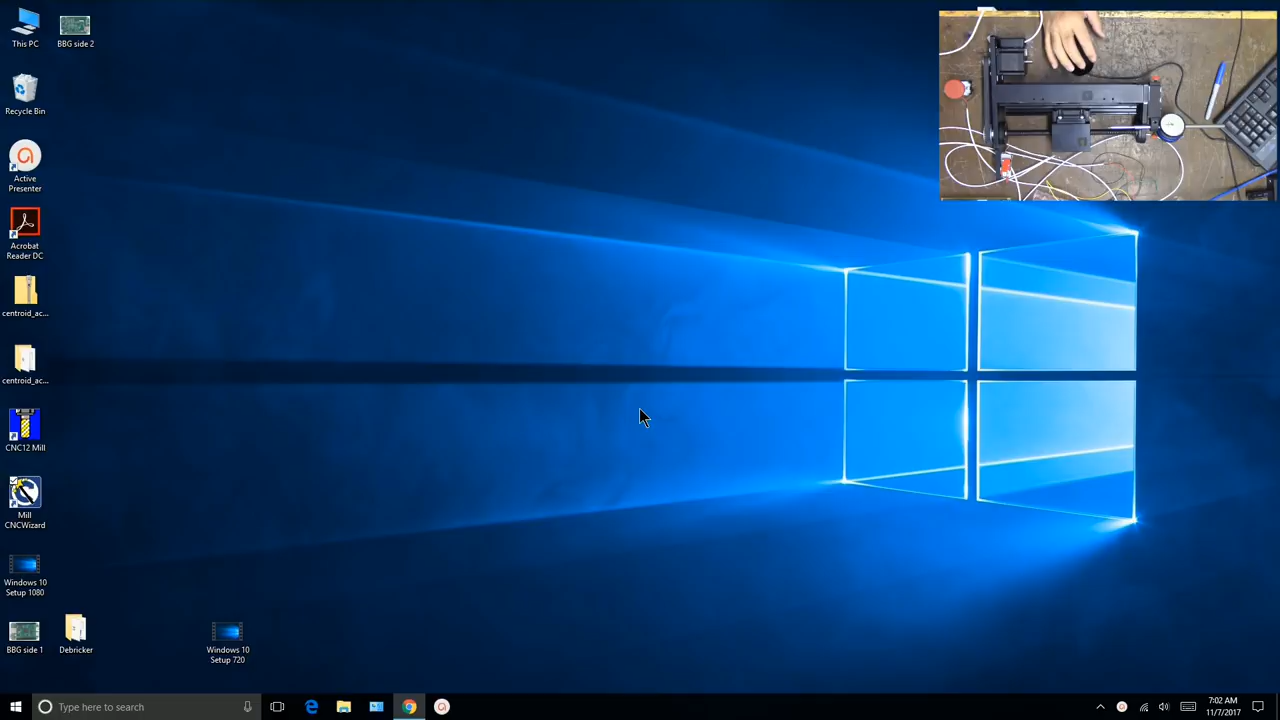 This PC
BBG side 2
Recycle Bin
Active
Presenter
Acrobat
Reader DC
centroid_ac...
centroid_ac...
CNC12 Mill
Mill
CNCWizard
Windows 10
Setup 1080
BBG side 1
Debricker
Windows 10
Setup 720
Type here to search
7:02 AM
11/7/2017